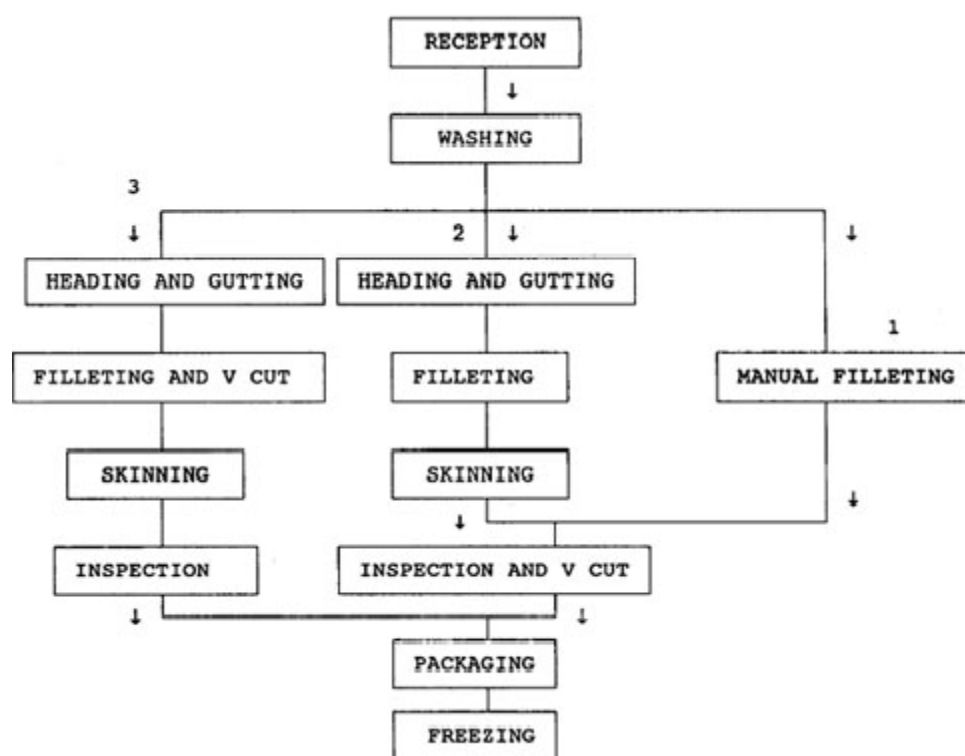 RECEPTION
↓
WASHING
3
↓
2 ↓
↓
HEADING AND GUTTING
HEADING AND GUTTING
1
FILLETING AND V CUT
FILLETING
MANUAL FILLETING
SKINNING
SKINNING
↓
↓
INSPECTION
INSPECTION AND V CUT
↓
↓
PACKAGING
FREEZING